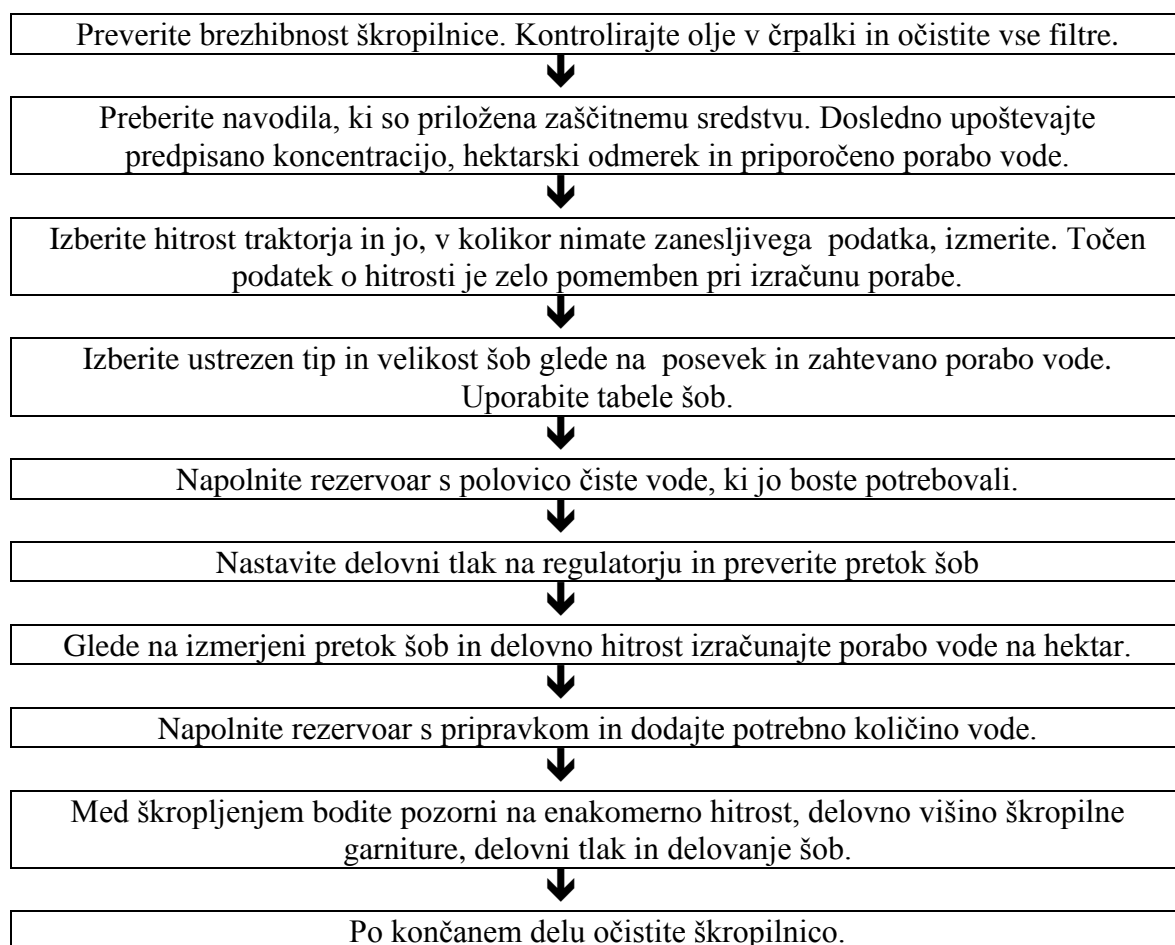 Preverite brezhibnost škropilnice. Kontrolirajte olje v črpalki in očistite vse filtre.
Preberite navodila, ki so priložena zaščitnemu sredstvu. Dosledno upoštevajte
predpisano koncentracijo, hektarski odmerek in priporočeno porabo vode.
Izberite hitrost traktorja in jo, v kolikor nimate zanesljivega podatka, izmerite. Točen
podatek o hitrosti je zelo pomemben pri izračunu porabe.
Izberite ustrezen tip in velikost šob glede na posevek in zahtevano porabo vode.
Uporabite tabele šob.
Napolnite rezervoar s polovico čiste vode, ki jo boste potrebovali.
Nastavite delovni tlak na regulatorju in preverite pretok šob
Glede na izmerjeni pretok šob in delovno hitrost izračunajte porabo vode na hektar.
Napolnite rezervoar s pripravkom in dodajte potrebno količino vode.
Med škropljenjem bodite pozorni na enakomerno hitrost, delovno višino škropilne
garniture, delovni tlak in delovanje šob.
Po končanem delu očistite škropilnico.